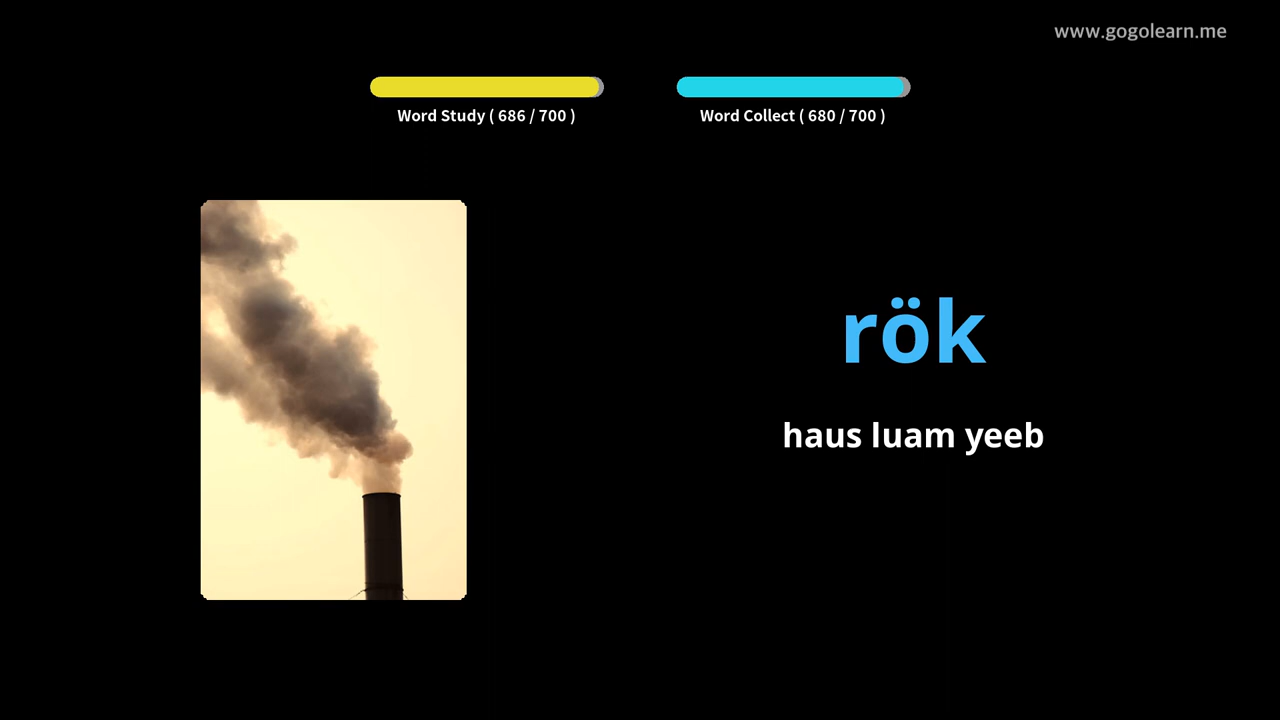 www.gogolearn.me
Word Study ( 686 / 700 )
Word Collect ( 680 / 700 )
rök
haus luam yeeb